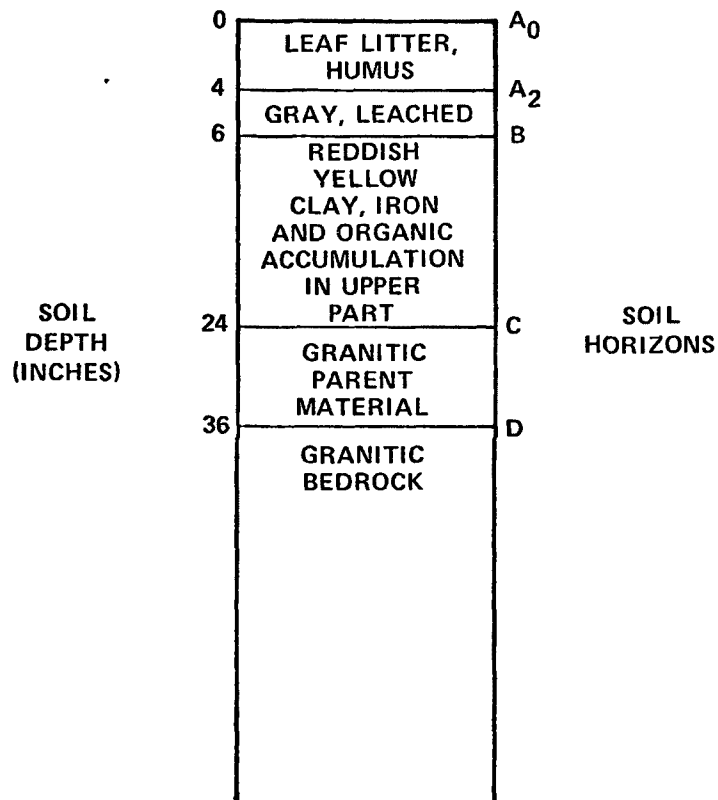 0 A0
LEAF LITTER,
HUMUS
4 A2
GRAY, LEACHED
6 B
REDDISH
YELLOW
CLAY, IRON
AND ORGANIC
ACCUMULATION
IN UPPER
PART
SOIL
DEPTH
(INCHES)
24 C
SOIL
HORIZONS
GRANITIC
PARENT
MATERIAL
36 D
GRANITIC
BEDROCK